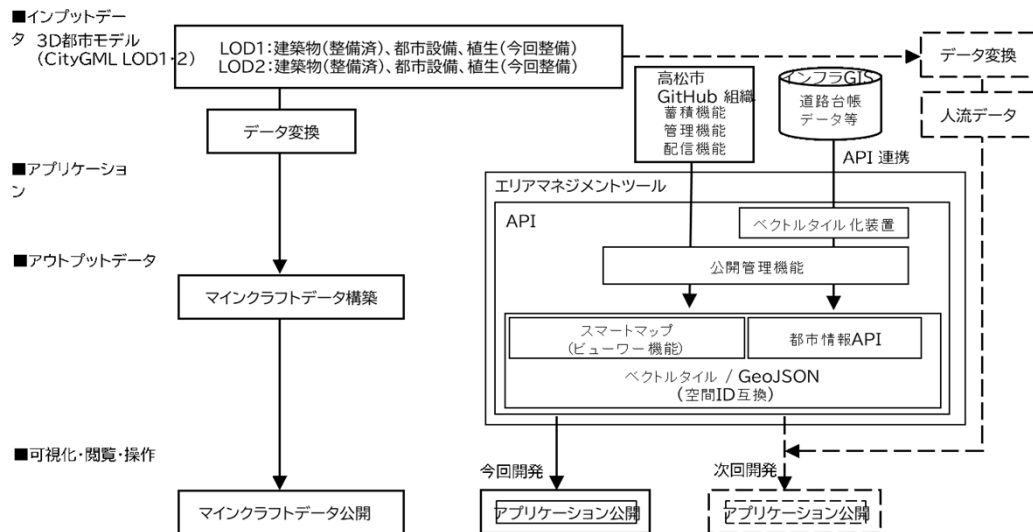 ■インプットデー
タ 3D都市モデル
(CityGML LOD1・2)
LOD1:建築物(整備済)、都市設備、植生(今回整備)
LOD2:建築物(整備済)、都市設備、植生(今回整備)
データ変換
人流データ
高松市
GitHub 組織
蓄積機能
管理機能
配信機能
インフラGIS
道路台帳
データ等
API 連携
データ変換
■アプリケーショ
ン
エリアマネジメントツール
API
ベクトルタイル化装置
公開管理機能
■アウトプットデータ
マインクラフトデータ構築
スマートマップ
(ビューワー機能)
都市情報API
ベクトルタイル / GeoJSON
(空間ID互換)
■可視化・閲覧・操作
今回開発
次回開発
マインクラフトデータ公開
アプリケーション公開
アプリケーション公開